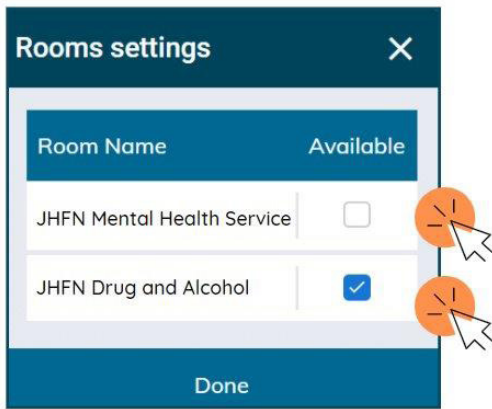 Rooms settings
Room Name Available
JHFN Mental Health Service
JHFN Drug and Alcohol
Done